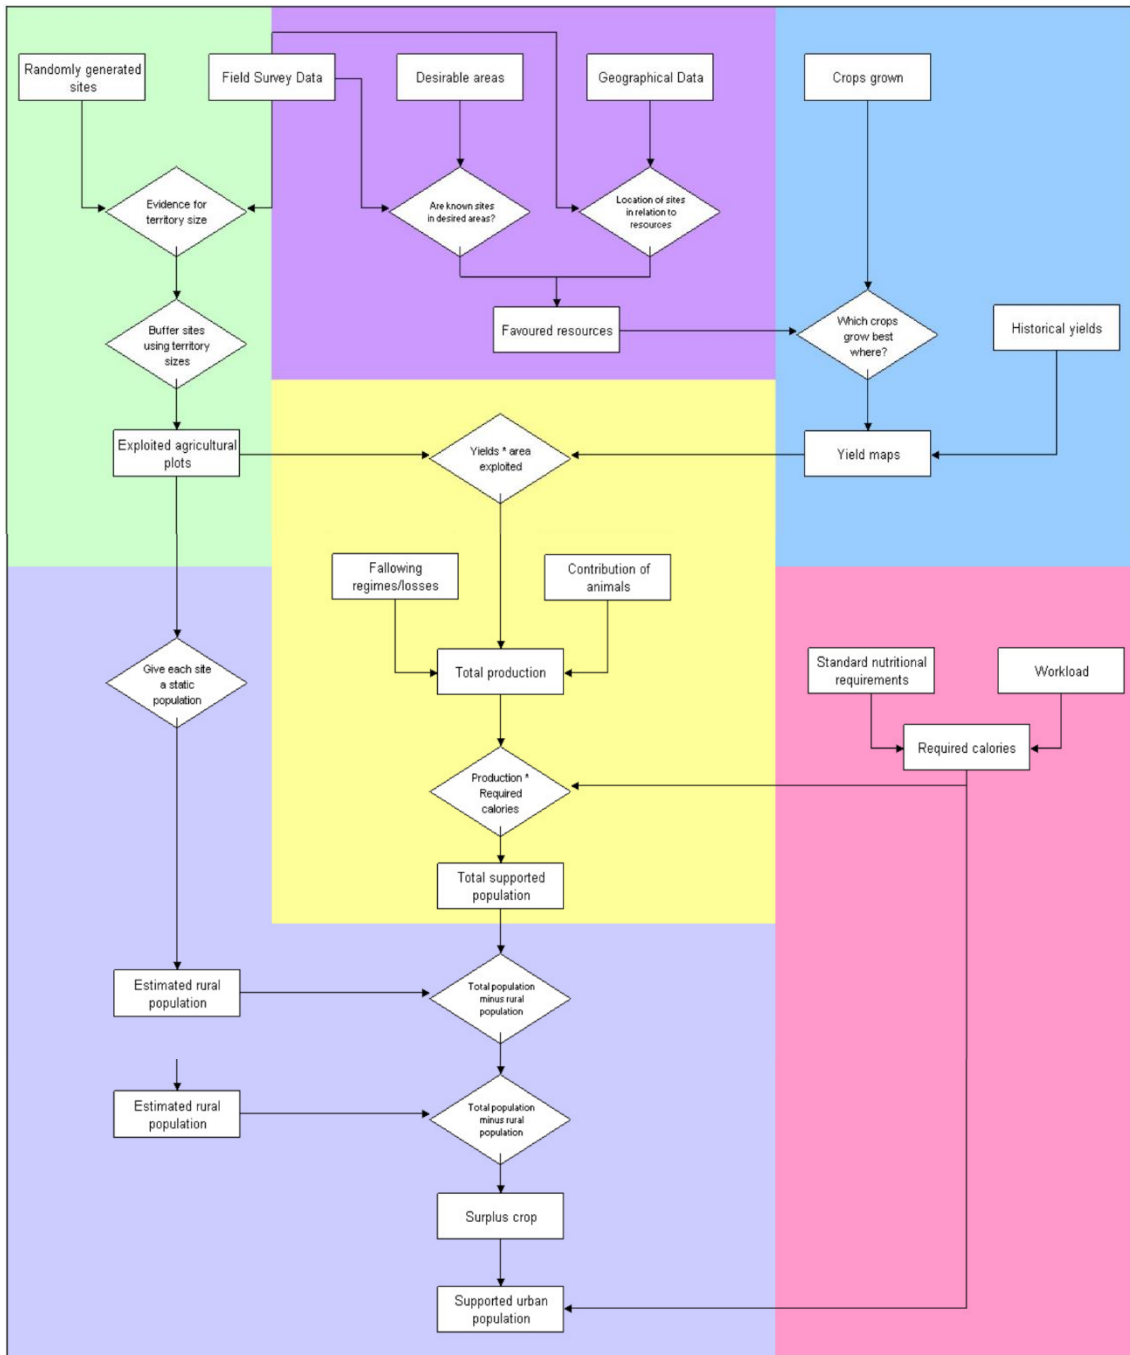 Randomly generated
sites
Field Survey Data
Desirable areas
Geographical Data
Crops grown
Evidence for
territory size
Are known sites
in desired areas?
Location of sites
in relation to
resources
Buffer sites
using territory
sizes
Favoured resources
Which crops
grow best
where?
Historical yields
Exploited agricultural
plots
Yields * area
exploited
Yield maps
Fallowing
regimes/losses
Contribution of
animals
Give each site
a static
population
Total production
Standard nutritional
requirements
Workload
Required calories
Production *
Required
calories
Total supported
population
Estimated rural
population
Total population
minus rural
population
Estimated rural
population
Total population
minus rural
population
Surplus crop
Supported urban
population